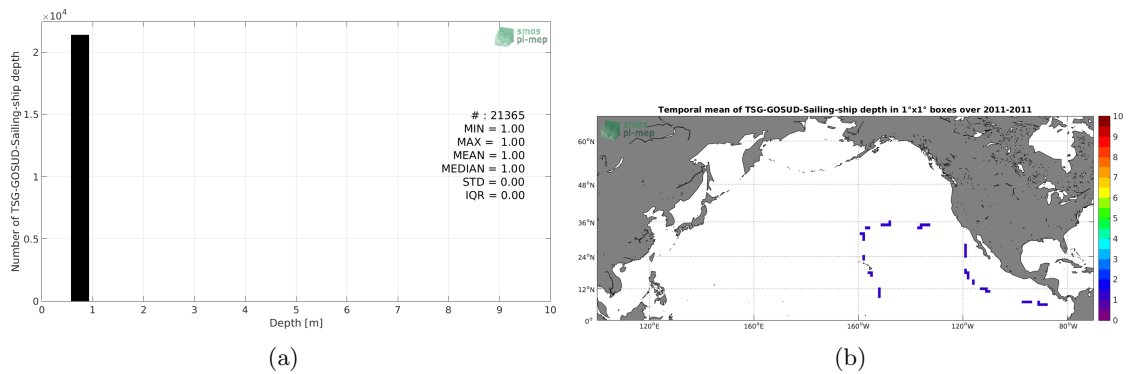 ×10⁴
smos
pi-mep
Number of TSG-GOSUD-Sailing-ship depth
2
1.5
1
0.5
0
# : 21365
MIN = 1.00
MAX = 1.00
MEAN = 1.00
MEDIAN = 1.00
STD = 0.00
IQR = 0.00
0 1 2 3 4 5 6 7 8 9 10
Depth [m]
(a)
Temporal mean of TSG-GOSUD-Sailing-ship depth in 1°x1° boxes over 2011-2011
smos
pi-mep
60°N
48°N
36°N
24°N
12°N
0°
120°E 160°E 160°W 120°W 80°W
10
9
8
7
6
5
4
3
2
1
0
(b)